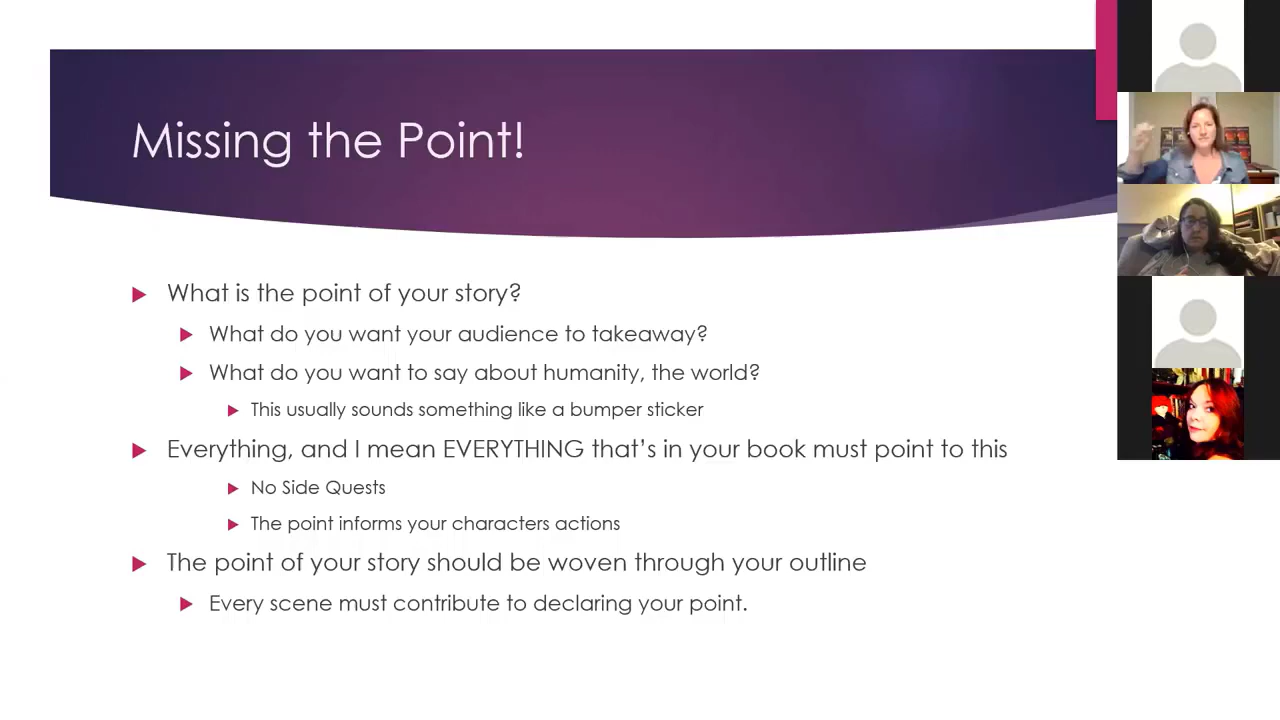 Missing the Point!
What is the point of your story?
What do you want your audience to takeaway?
What do you want to say about humanity, the world?
This usually sounds something like a bumper sticker
Everything, and I mean EVERYTHING that's in your book must point to this
No Side Quests
The point informs your characters actions
The point of your story should be woven through your outline
Every scene must contribute to declaring your point.